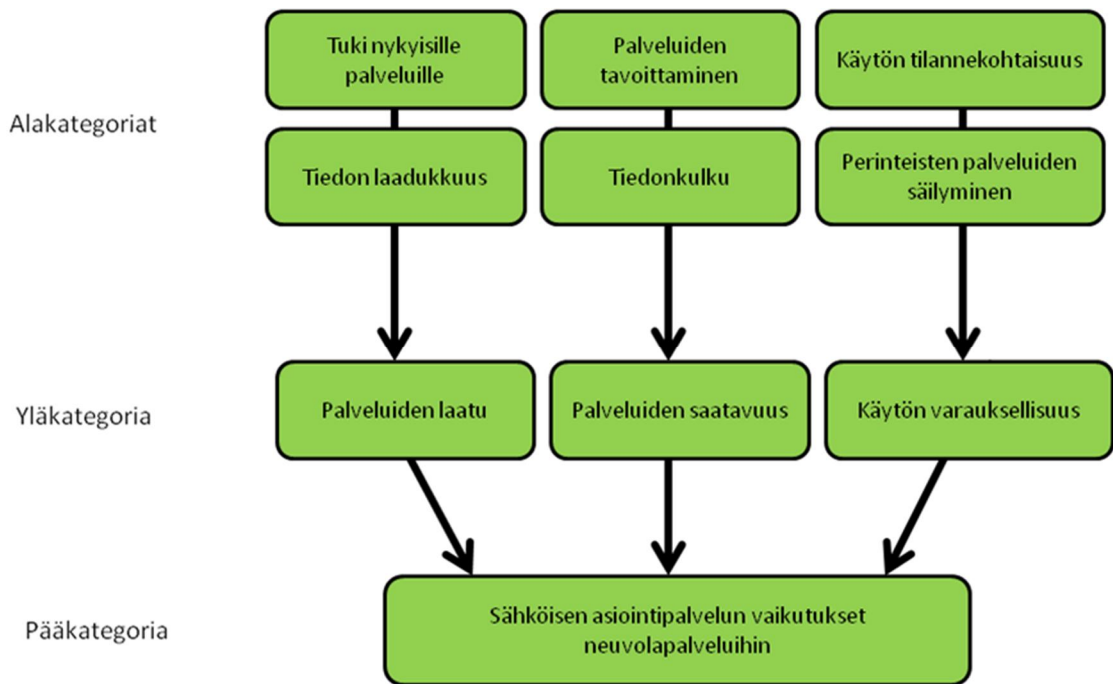 Alakategoriat
Tuki nykyisille
palveluille
Palveluiden
tavoittaminen
Käytön tilannekohtaisuus
Tiedon laadukkuus
Tiedonkulku
Perinteisten palveluiden
säilyminen
Yläkategoria
Palveluiden laatu
Palveluiden saatavuus
Käytön varauksellisuus
Pääkategoria
Sähköisen asiointipalvelun vaikutukset
neuvolapalveluihin